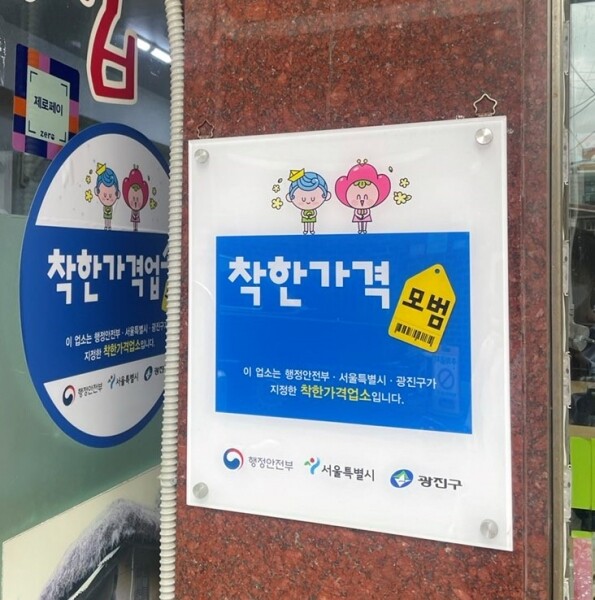 제로페이
zero
착한가격업
이 업소는 행정안전부 · 서울특별시 · 광진구가
지정한 착한가격업소입니다.
행정안전부
서울특별시
광진
착한가격
모범
이 업소는 행정안전부 · 서울특별시 · 광진구가
지정한 착한가격업소입니다.
행정안전부
서울특별시
광진구